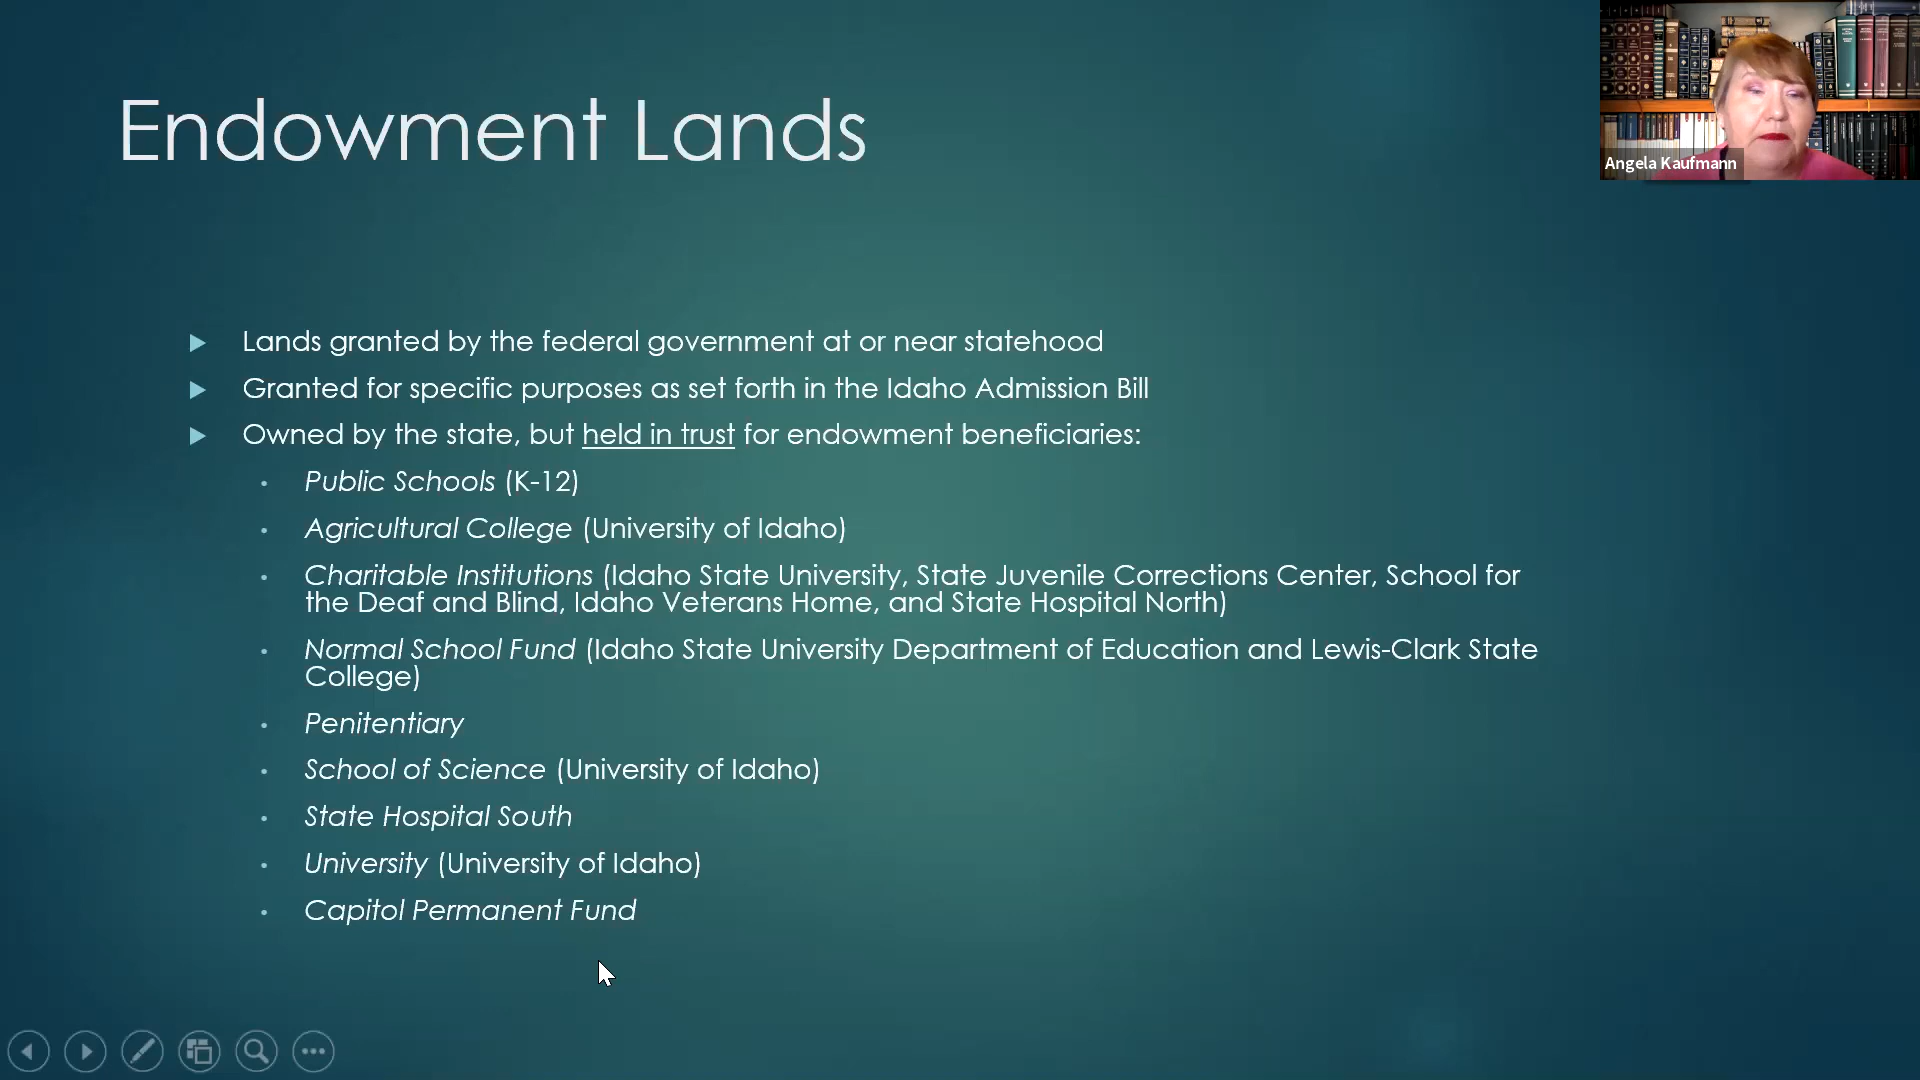 Endowment Lands
Angela Kaufmann
Lands granted by the federal government at or near statehood
Granted for specific purposes as set forth in the Idaho Admission Bill
Owned by the state, but held in trust for endowment beneficiaries:
Public Schools (K-12)
Agricultural College (University of Idaho)
Charitable Institutions (Idaho State University, State Juvenile Corrections Center, School for
the Deaf and Blind, Idaho Veterans Home, and State Hospital North)
Normal School Fund (Idaho State University Department of Education and Lewis-Clark State
College)
Penitentiary
School of Science (University of Idaho)
State Hospital South
University (University of Idaho)
Capitol Permanent Fund